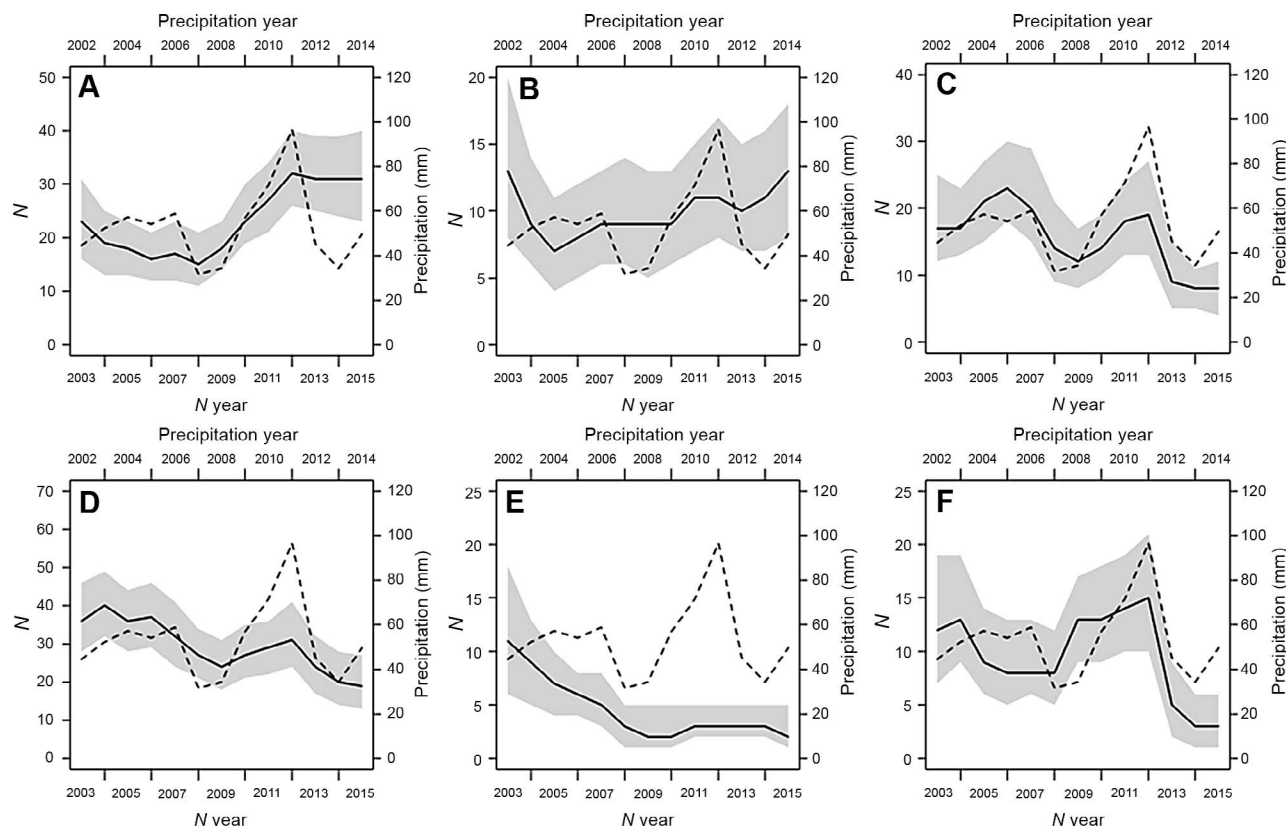 Precipitation year Precipitation year Precipitation year
2002 2004 2006 2008 2010 2012 2014 2002 2004 2006 2008 2010 2012 2014 2002 2004 2006 2008 2010 2012 2014
A B C
N Precipitation (mm) N Precipitation (mm) N Precipitation (mm)
50 40 30 20 10 0
120 100 80 60 40 20 0
20 15 10 5 0
120 100 80 60 40 20 0
40 30 20 10 0
120 100 80 60 40 20 0
2003 2005 2007 2009 2011 2013 2015 2003 2005 2007 2009 2011 2013 2015 2003 2005 2007 2009 2011 2013 2015
N year N year N year
Precipitation year Precipitation year Precipitation year
2002 2004 2006 2008 2010 2012 2014 2002 2004 2006 2008 2010 2012 2014 2002 2004 2006 2008 2010 2012 2014
D E F
N Precipitation (mm) N Precipitation (mm) N Precipitation (mm)
70 60 50 40 30 20 10 0
120 100 80 60 40 20 0
25 20 15 10 5 0
120 100 80 60 40 20 0
25 20 15 10 5 0
120 100 80 60 40 20 0
2003 2005 2007 2009 2011 2013 2015 2003 2005 2007 2009 2011 2013 2015 2003 2005 2007 2009 2011 2013 2015
N year N year N year